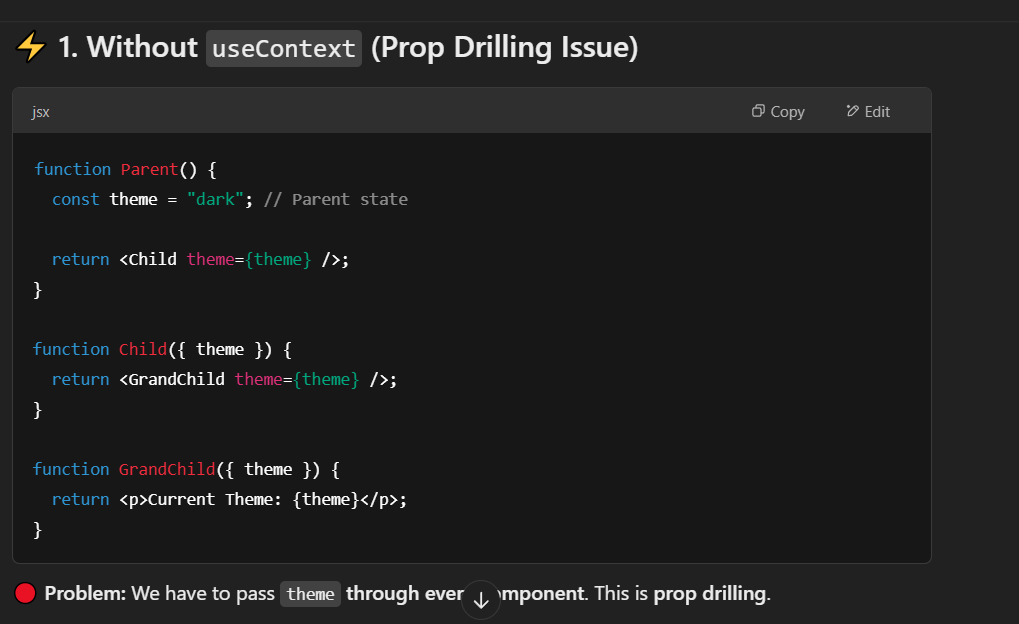 ⚡ 1. Without useContext (Prop Drilling Issue)
jsx Copy Edit
function Parent() {
  const theme = "dark"; // Parent state
  return <Child theme={theme} />;
}
function Child({ theme }) {
  return <GrandChild theme={theme} />;
}
function GrandChild({ theme }) {
  return <p>Current Theme: {theme}</p>;
}
🔴 Problem: We have to pass theme through ever mponent. This is prop drilling.